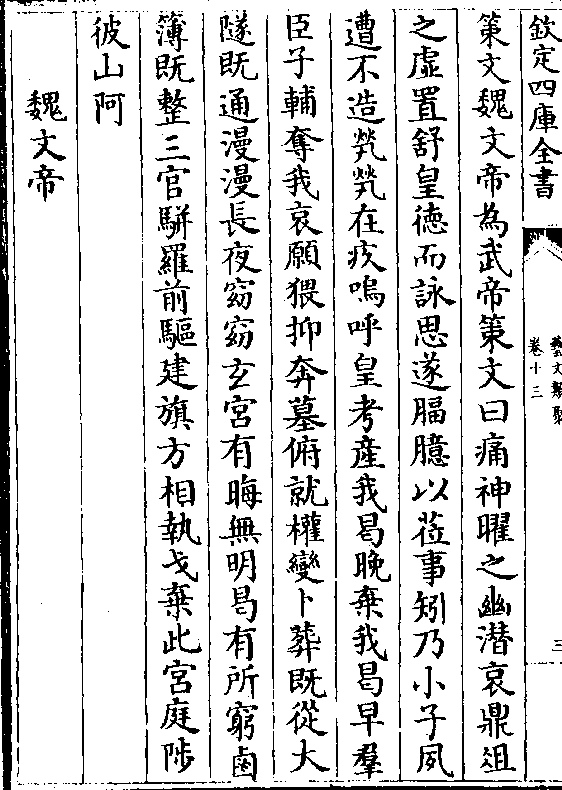 欽定四庫全書
藝文類聚
卷十三
三
策文魏文帝為武帝策文曰痛神曜之幽潛哀鼎俎
之虛置舒皇徳而詠思遂腷臆以蒞事矧乃小子夙
遭不造煢煢在疚嗚呼皇考産我曷晚棄我曷早羣
臣子輔奪我哀願猥抑奔墓俯就權變卜葬既從大
隧既通漫漫長夜窈窈玄宮有晦無明曷有所窮鹵
簿既整三官駢羅前驅建旗方相執戈棄此宮庭陟
彼山阿
魏文帝